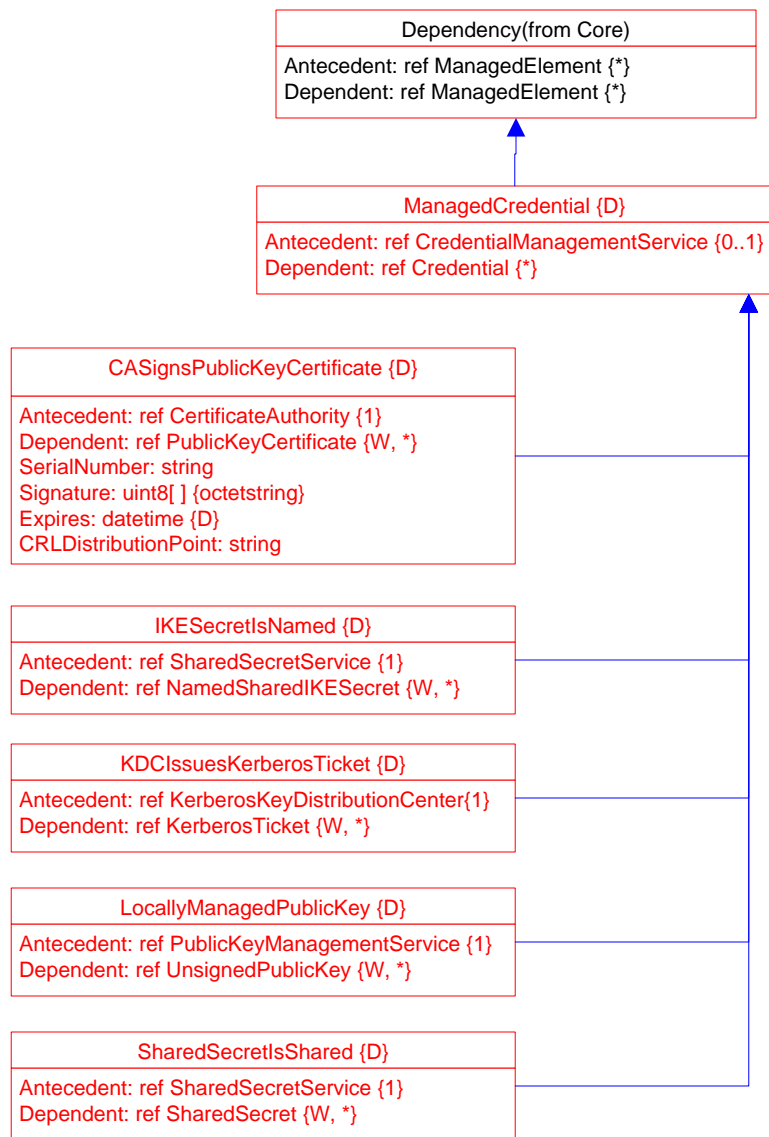 Dependency(from Core)
Antecedent: ref ManagedElement {*}
Dependent: ref ManagedElement {*}
ManagedCredential {D}
Antecedent: ref CredentialManagementService {0..1}
Dependent: ref Credential {*}
CASignsPublicKeyCertificate {D}
Antecedent: ref CertificateAuthority {1}
Dependent: ref PublicKeyCertificate {W, *}
SerialNumber: string
Signature: uint8[ ] {octetstring}
Expires: datetime {D}
CRLDistributionPoint: string
IKESecretIsNamed {D}
Antecedent: ref SharedSecretService {1}
Dependent: ref NamedSharedIKESecret {W, *}
KDCIssuesKerberosTicket {D}
Antecedent: ref KerberosKeyDistributionCenter{1}
Dependent: ref KerberosTicket {W, *}
LocallyManagedPublicKey {D}
Antecedent: ref PublicKeyManagementService {1}
Dependent: ref UnsignedPublicKey {W, *}
SharedSecretIsShared {D}
Antecedent: ref SharedSecretService {1}
Dependent: ref SharedSecret {W, *}